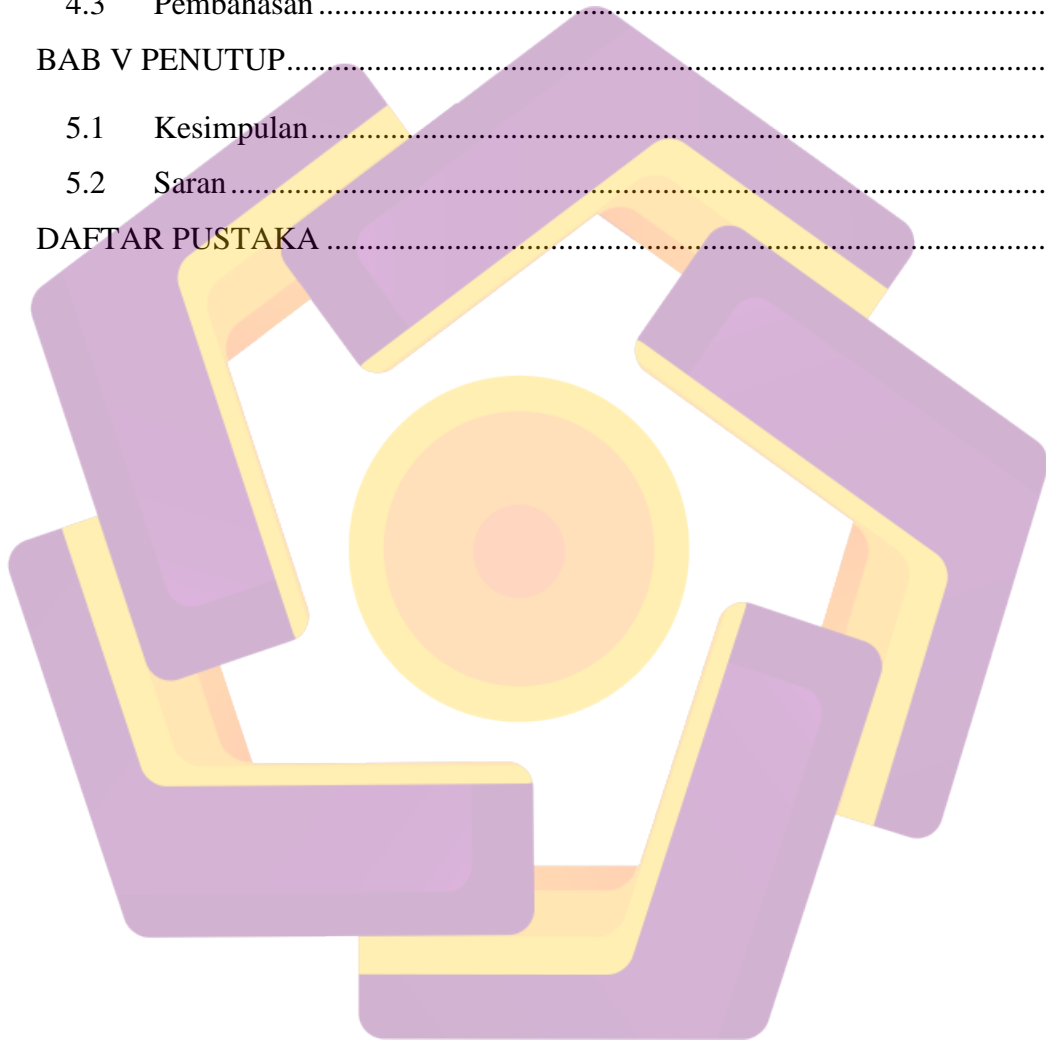 4.3 Pembahasan ........................................................................................
BAB V PENUTUP ........................................................................................
5.1 Kesimpulan ........................................................................................
5.2 Saran ........................................................................................
DAFTAR PUSTAKA ........................................................................................